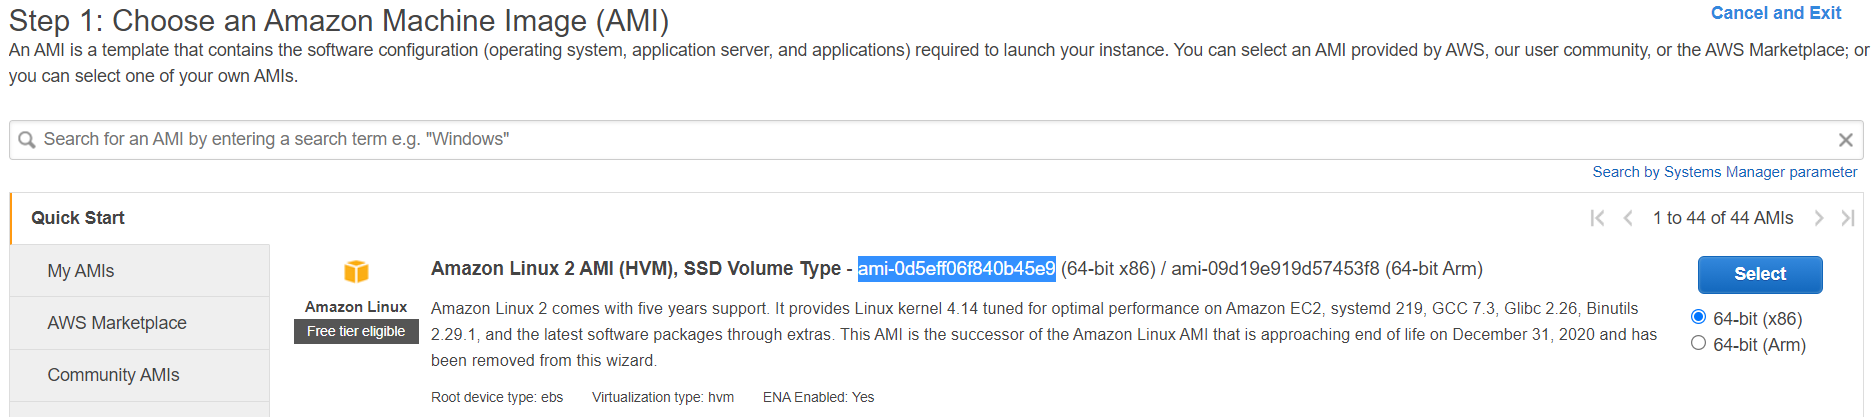 Step 1: Choose an Amazon Machine Image (AMI)
Cancel and Exit
An AMI is a template that contains the software configuration (operating system, application server, and applications) required to launch your instance. You can select an AMI provided by AWS, our user community, or the AWS Marketplace; or
you can select one of your own AMIs.
Search for an AMI by entering a search term e.g. "Windows"
Search by Systems Manager parameter
Quick Start
1 to 44 of 44 AMIs
My AMIs
AWS Marketplace
Community AMIs
Amazon Linux
Free tier eligible
Amazon Linux 2 AMI (HVM), SSD Volume Type - ami-0d5eff06f840b45e9 (64-bit x86) / ami-09d19e919d57453f8 (64-bit Arm)
Amazon Linux 2 comes with five years support. It provides Linux kernel 4.14 tuned for optimal performance on Amazon EC2, systemd 219, GCC 7.3, Glibc 2.26, Binutils
2.29.1, and the latest software packages through extras. This AMI is the successor of the Amazon Linux AMI that is approaching end of life on December 31, 2020 and has
been removed from this wizard.
Root device type: ebs Virtualization type: hvm ENA Enabled: Yes
Select
64-bit (x86)
64-bit (Arm)